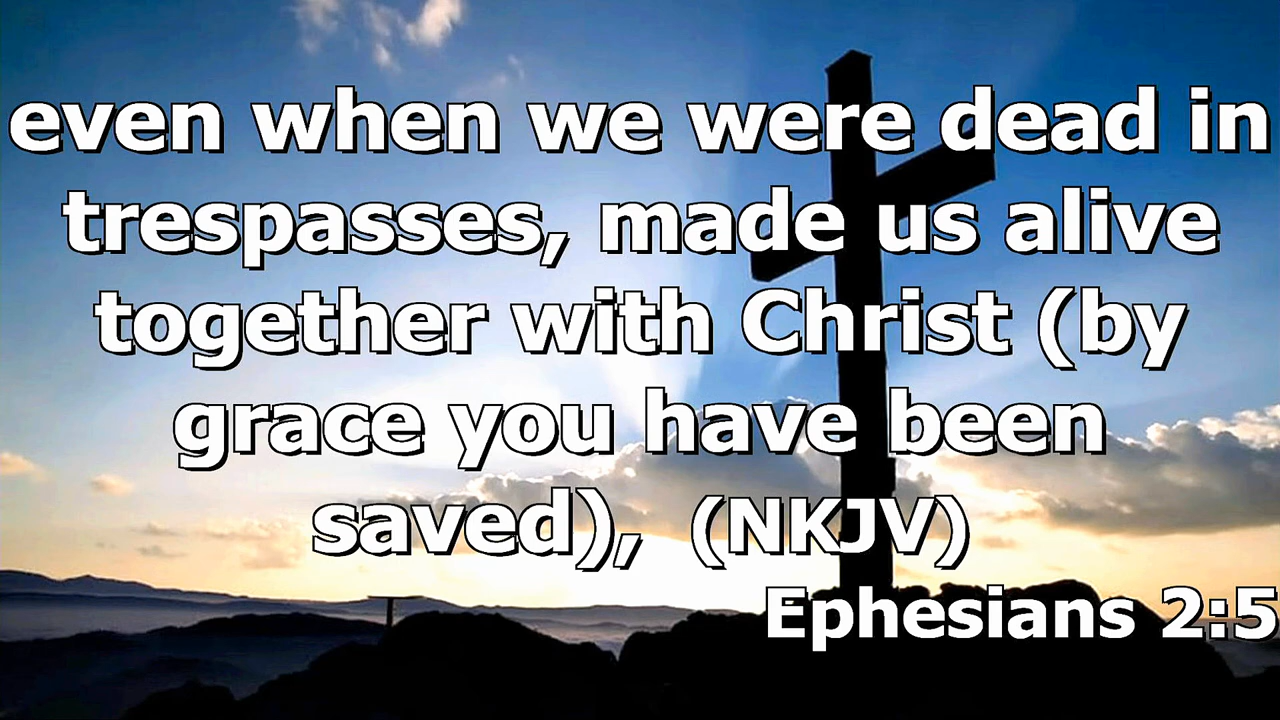 even when we were dead in
trespasses, made us alive
together with Christ (by
grace you have been
saved), (NKJV)
Ephesians 2:5